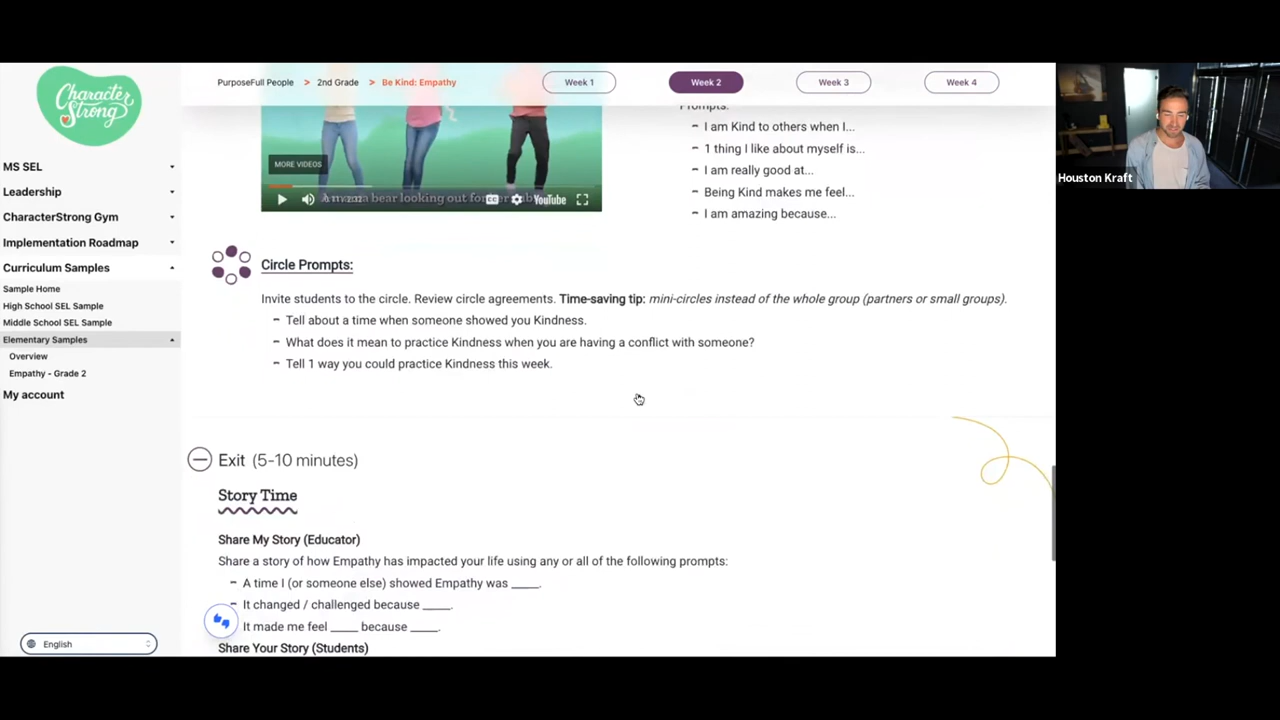 Character
Strong
MS SEL
Leadership
CharacterStrong Gym
Implementation Roadmap
Curriculum Samples
Sample Home
High School SEL Sample
Middle School SEL Sample
Elementary Samples
Overview
Empathy - Grade 2
My account
English
PurposeFull People > 2nd Grade > Be Kind: Empathy
Week 1
Week 2
Week 3
Week 4
MORE VIDEOS
YouTube
Prompts:
- I am Kind to others when I...
- 1 thing I like about myself is...
- I am really good at...
- Being Kind makes me feel...
- I am amazing because...
Circle Prompts:
Invite students to the circle. Review circle agreements. Time-saving tip: mini-circles instead of the whole group (partners or small groups).
- Tell about a time when someone showed you Kindness.
- What does it mean to practice Kindness when you are having a conflict with someone?
- Tell 1 way you could practice Kindness this week.
Exit (5-10 minutes)
Story Time
Share My Story (Educator)
Share a story of how Empathy has impacted your life using any or all of the following prompts:
- A time I (or someone else) showed Empathy was _____.
- It changed / challenged because _____.
It made me feel _____ because _____.
Share Your Story (Students)
Houston Kraft